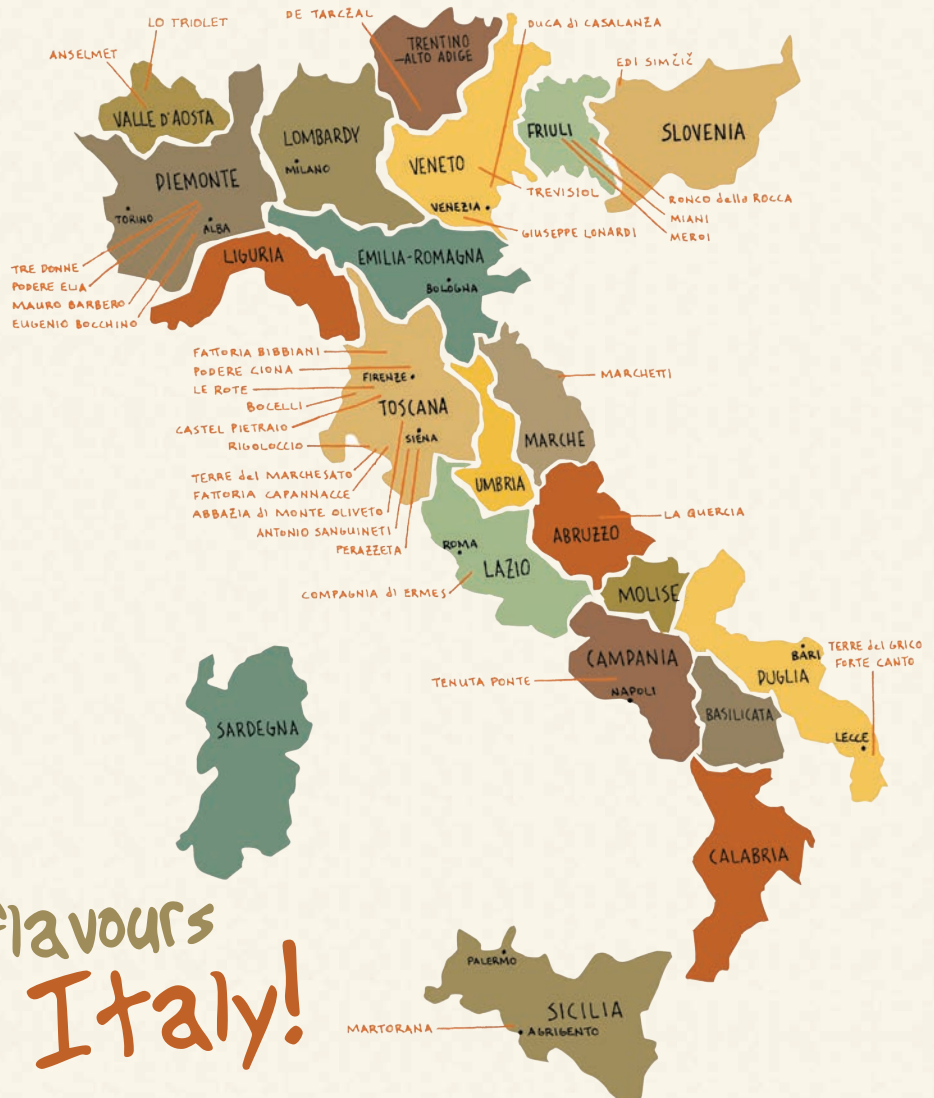 LO TRIOLET
DE TARCZAL
DUCA di CASALANZA
ANSELMET
TRENTINO
-ALTO ADIGE
EDI SIMČIČ
VALLE D'AOSTA
LOMBARDY
MILANO
VENETO
FRIULI
SLOVENIA
DIEMONTE
TREVISIOL
VENEZIA
RONCO della ROCCA
MIANI
MEROI
GIUSEPPE LONARDI
TORINO
ALBA
LIGURIA
EMILIA-ROMAGNA
BOLOGNA
TRE DONNE
PODERE ELIA
MAURO BARBERO
EUGENIO BOCCHINO
FATTORIA BIBBIANI
PODERE CIONA
FIRENZE
LE ROTE
BOCELLI
TOSCANA
CASTEL PIETRAIO
SIENA
RIGOLOCCIO
TERRE del MARCHESATO
FATTORIA CAPANNACCE
ABBAZIA di MONTE OLIVETO
ANTONIO SANGUINETI
PERAZZETA
MARCHETTI
MARCHE
UMBRIA
LA QUERCIA
ABRUZZO
ROMA
LAZIO
COMPAGNIA di ERMES
MOLISE
CAMPANIA
TENUTA PONTE
NAPOLI
BARI
PUGLIA
TERRE del GRICO
FORTE CANTO
BASILICATA
LECCE
SARDEGNA
CALABRIA
flavours
Italy!
PALERMO
SICILIA
MARTORANA
AGRIGENTO